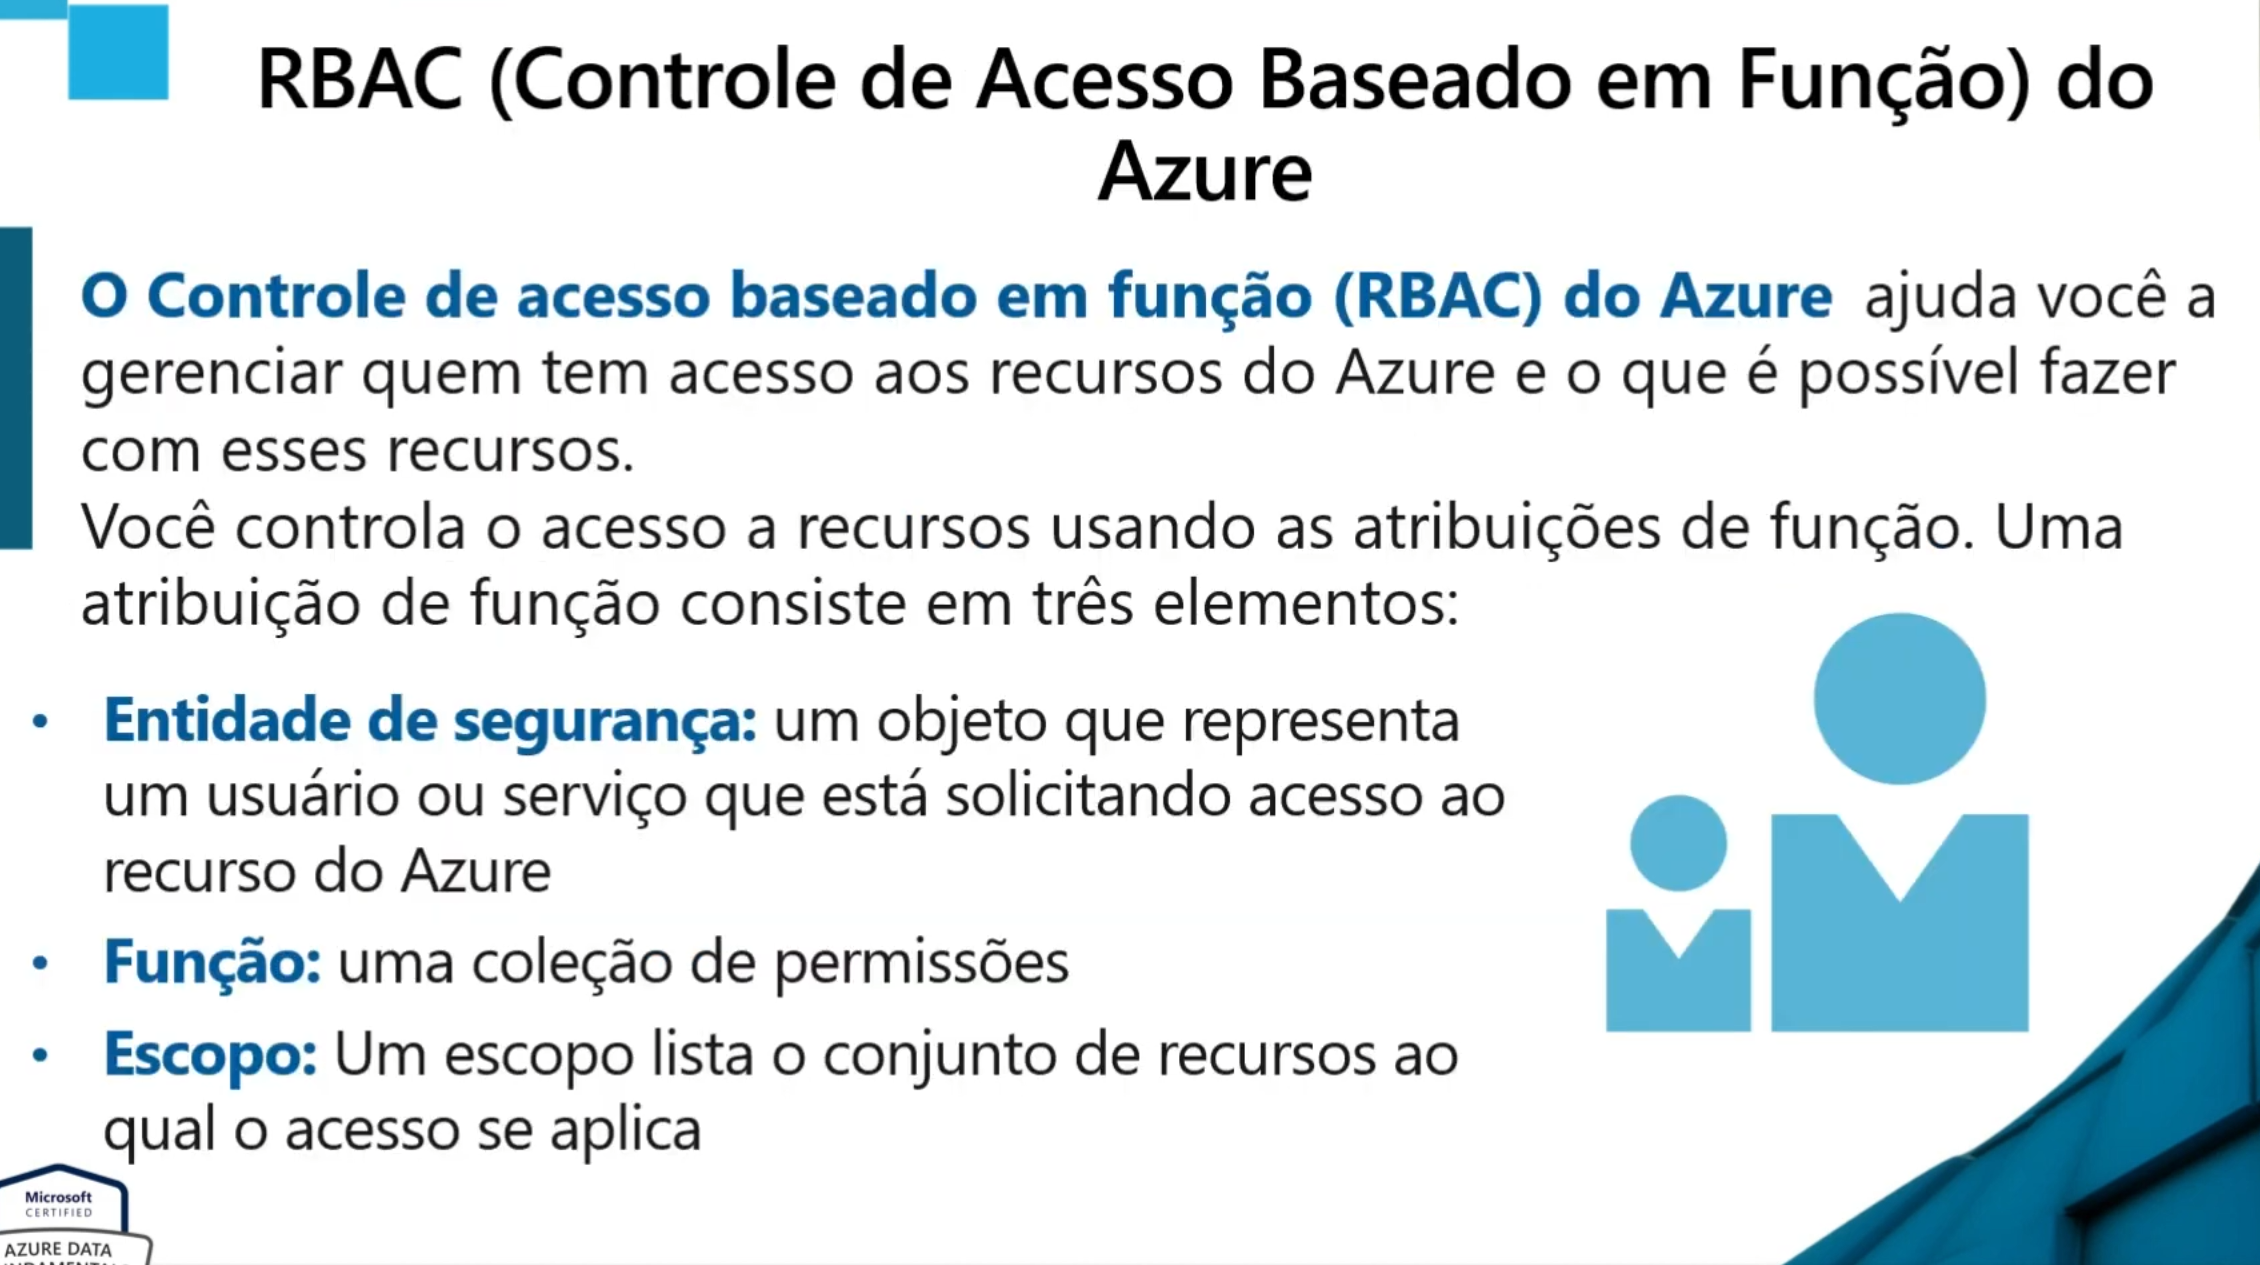 RBAC (Controle de Acesso Baseado em Função) do
Azure
O Controle de acesso baseado em função (RBAC) do Azure ajuda você a
gerenciar quem tem acesso aos recursos do Azure e o que é possível fazer
com esses recursos.
Você controla o acesso a recursos usando as atribuições de função. Uma
atribuição de função consiste em três elementos:
• Entidade de segurança: um objeto que representa
um usuário ou serviço que está solicitando acesso ao
recurso do Azure
• Função: uma coleção de permissões
• Escopo: Um escopo lista o conjunto de recursos ao
qual o acesso se aplica
Microsoft
CERTIFIED
AZURE DATA